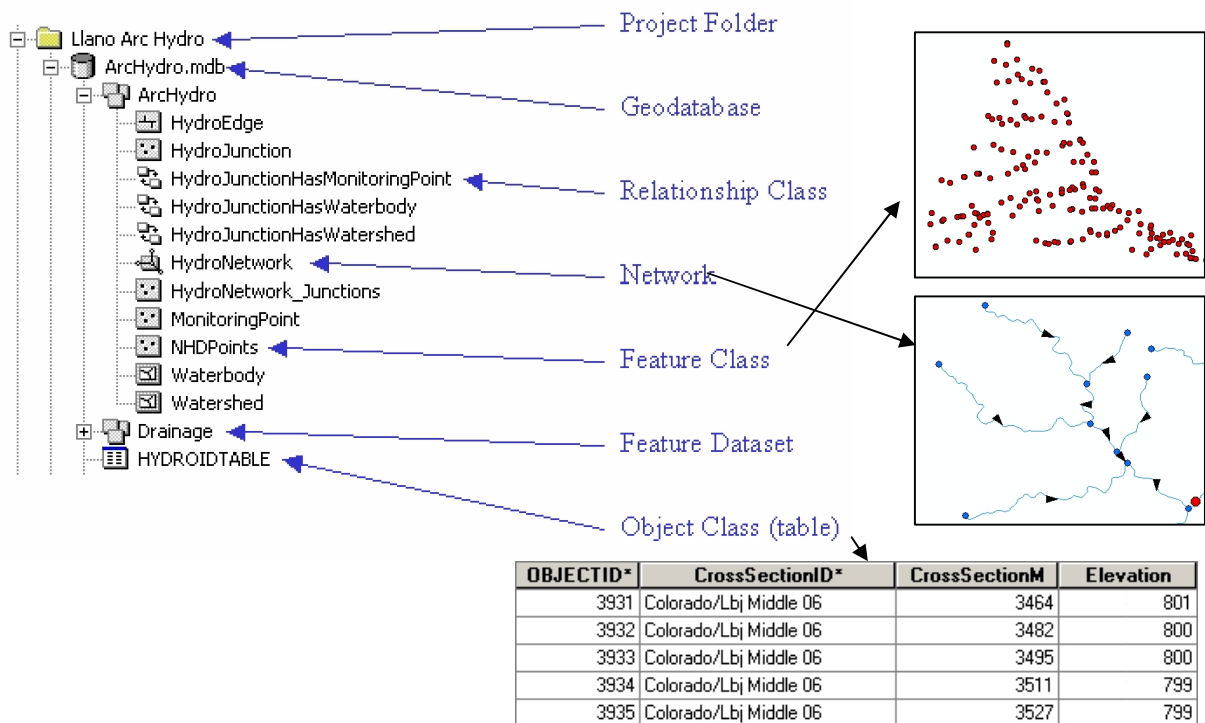 Llano Arc Hydro
ArcHydro.mdb
ArcHydro
HydroEdge
HydroJunction
HydroJunctionHasMonitoringPoint
HydroJunctionHasWaterbody
HydroJunctionHasWatershed
HydroNetwork
HydroNetwork_Junctions
MonitoringPoint
NHDPoints
Waterbody
Watershed
Drainage
HYDROIDTABLE
Project Folder
Geodatabase
Relationship Class
Network
Feature Class
Feature Dataset
Object Class (table)
OBJECTID* CrossSectionID* CrossSectionM Elevation
3931 Colorado/Lbj Middle 06 3464 801
3932 Colorado/Lbj Middle 06 3482 800
3933 Colorado/Lbj Middle 06 3495 800
3934 Colorado/Lbj Middle 06 3511 799
3935 Colorado/Lbj Middle 06 3527 799